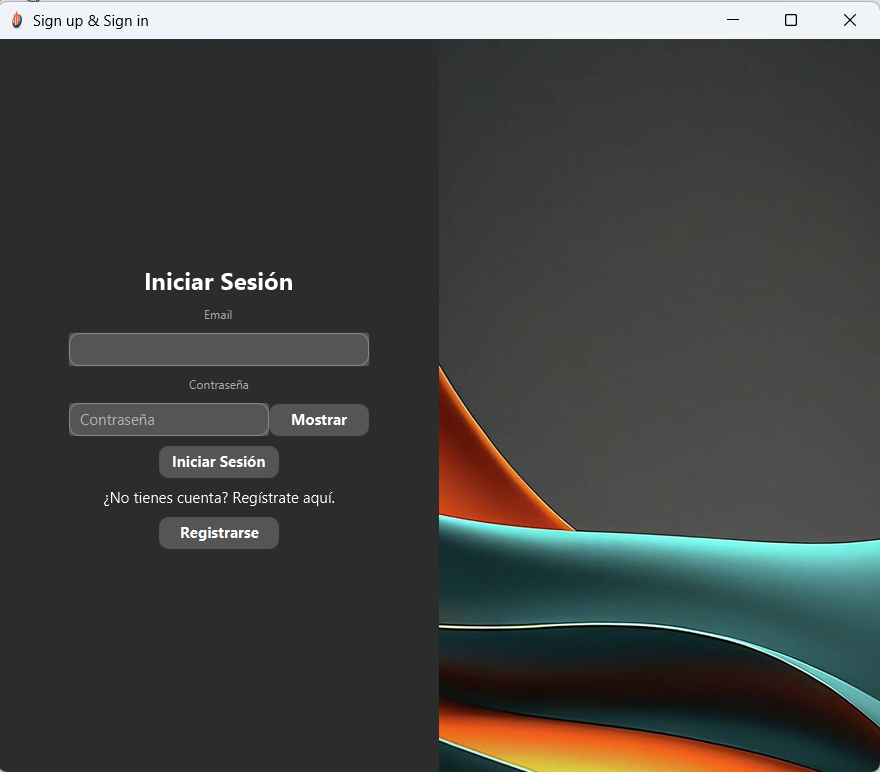 Sign up & Sign in
Iniciar Sesión
Email
Contraseña
Contraseña
Mostrar
Iniciar Sesión
¿No tienes cuenta? Regístrate aquí.
Registrarse